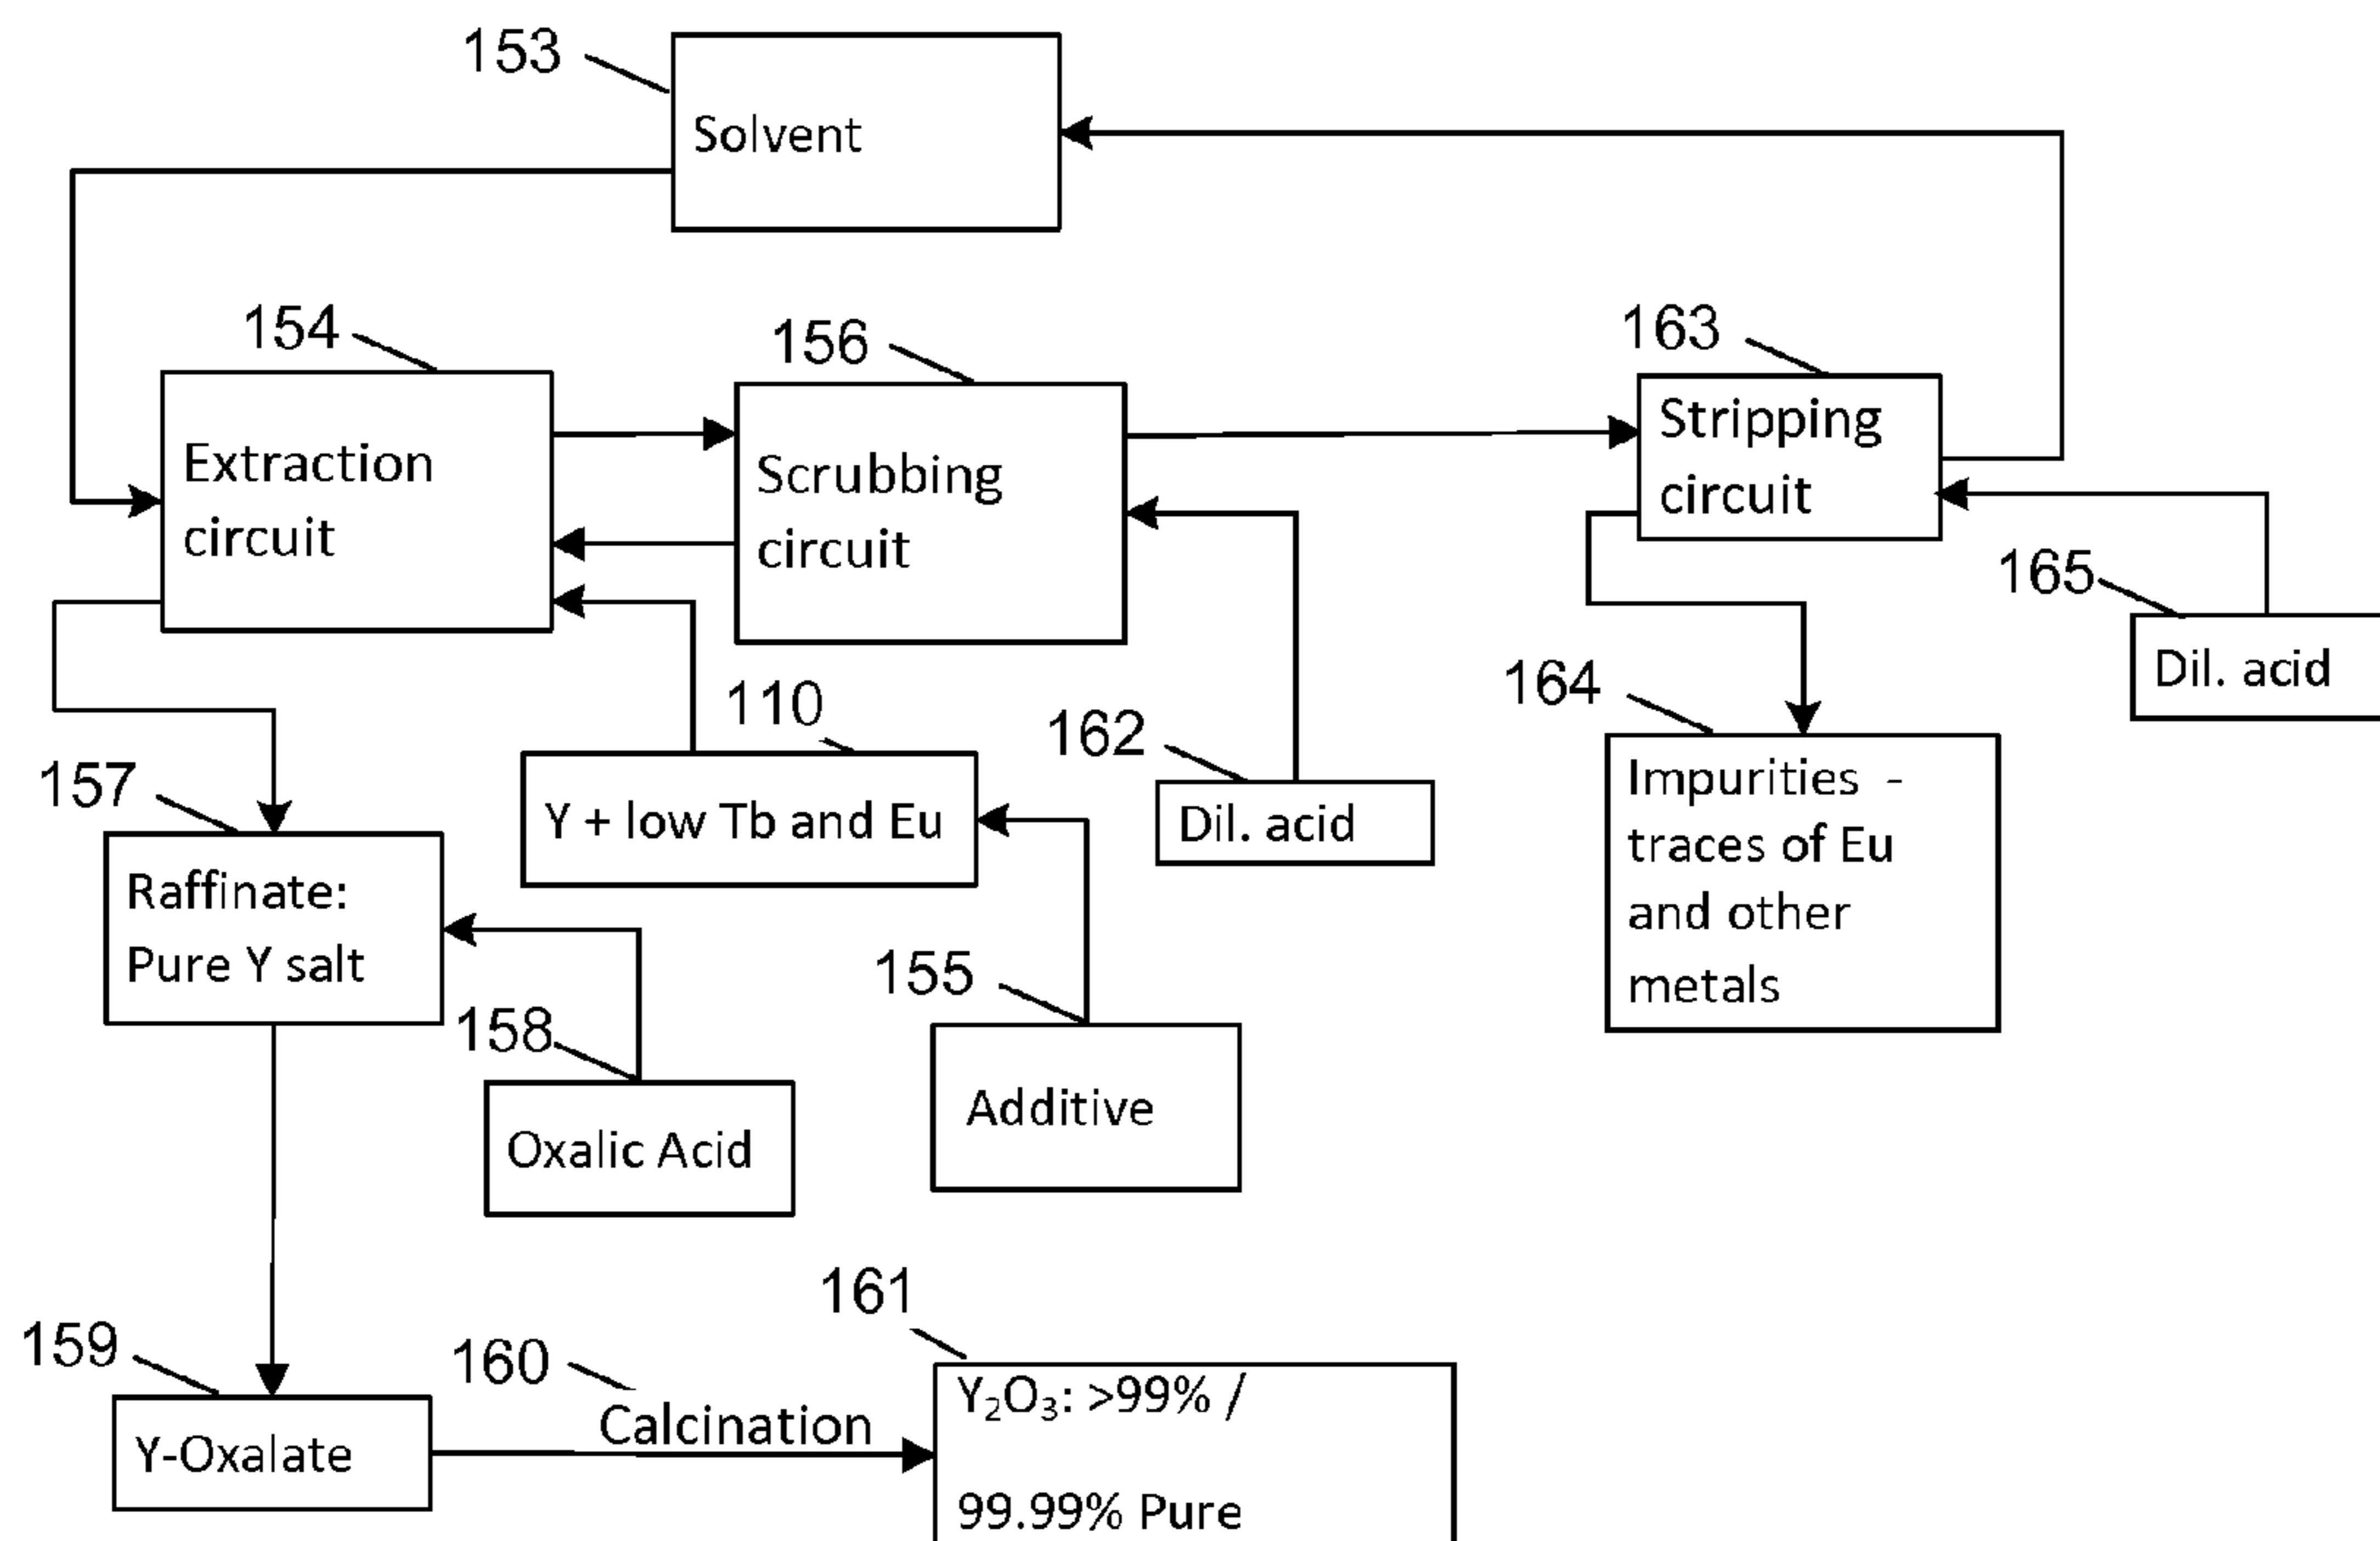 153
Solvent
154
156
163
Extraction
circuit
Scrubbing
circuit
Stripping
circuit
165
Dil. acid
110
162
164
157
Y + low Tb and Eu
Dil. acid
Impurities -
traces of Eu
and other
metals
Raffinate:
Pure Y salt
155
158
Additive
Oxalic Acid
161
159
160
Calcination
Y₂O₃: >99% /
99.99% Pure
Y-Oxalate